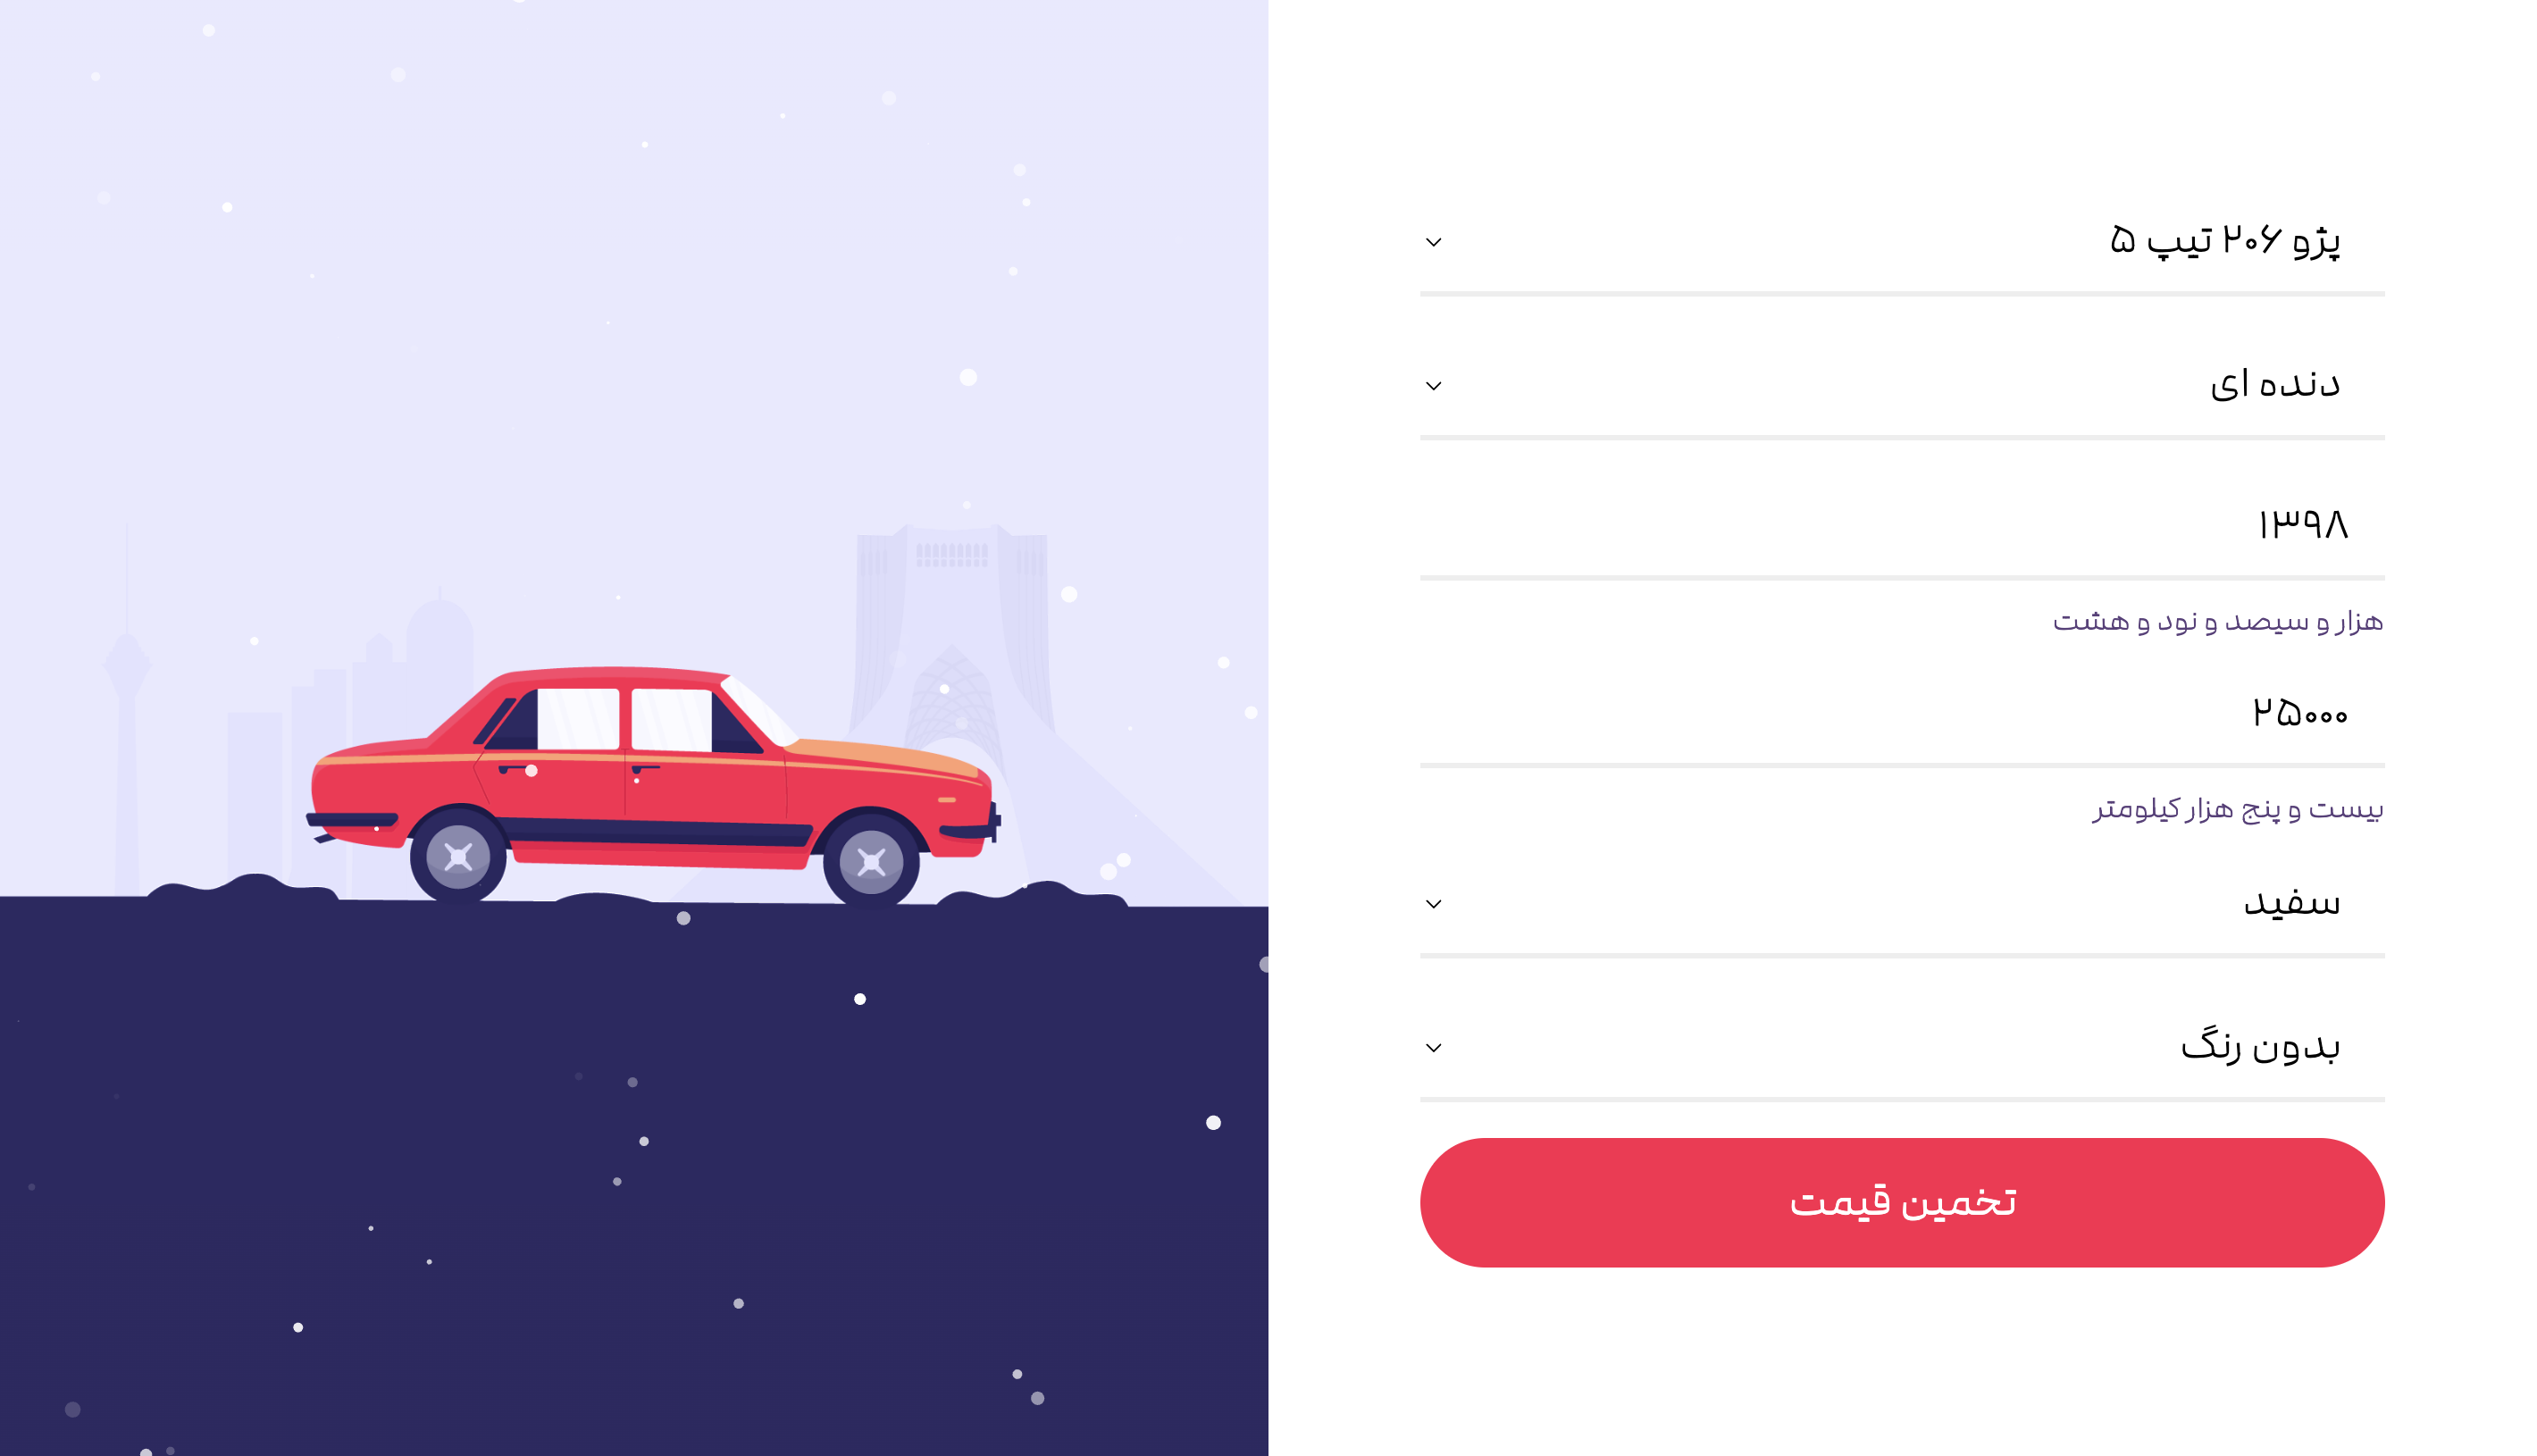 پژو ۲۰۶ تیپ ۵
دنده ای
۱۳۹۸
هزار و سیصد و نود و هشت
۲۵۰۰۰
بیست و پنج هزار کیلومتر
سفید
بدون رنگ
تخمین قیمت